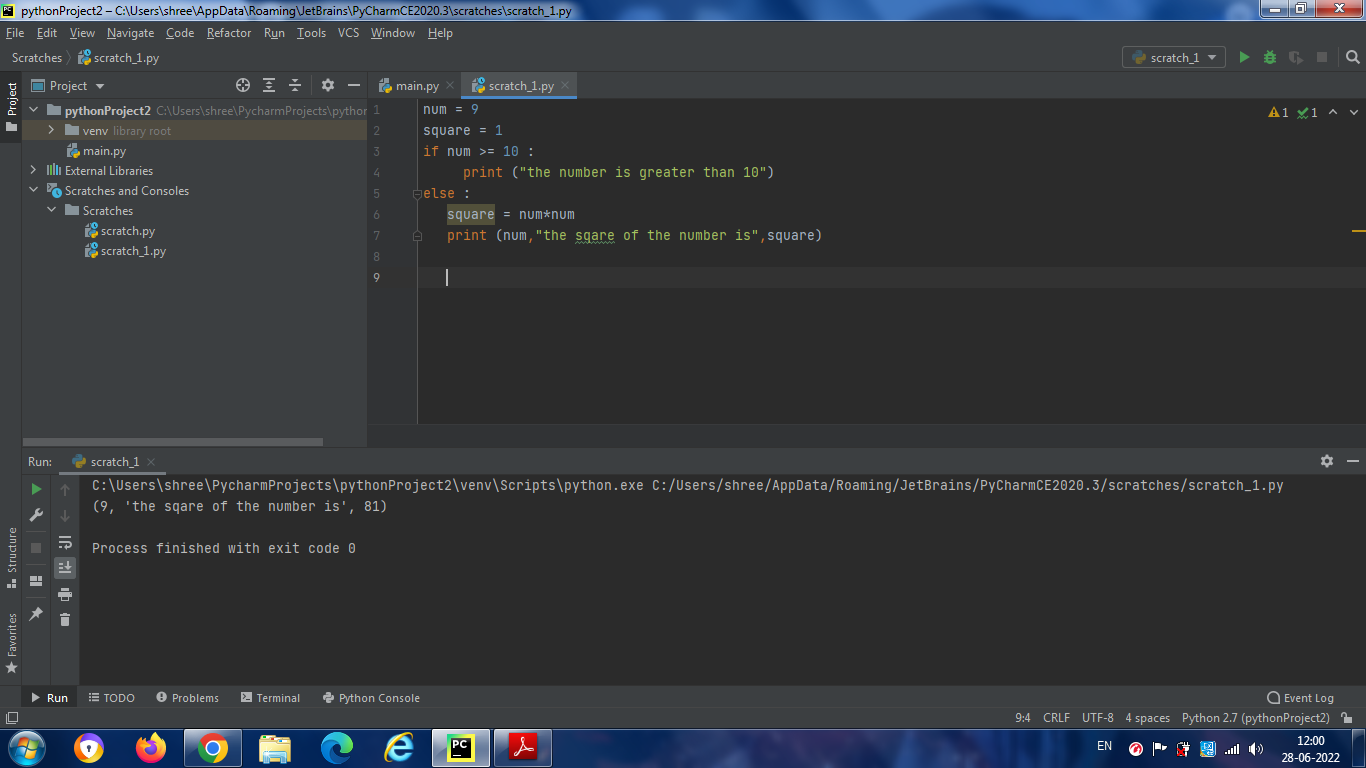 pythonProject2 – C:\Users\shree\AppData\Roaming\JetBrains\PyCharmCE2020.3\scratches\scratch_1.py
File Edit View Navigate Code Refactor Run Tools VCS Window Help
Scratches scratch_1.py scratch_1
Project Project main.py scratch_1.py
pythonProject2 C:\Users\shree\PycharmProjects\python
venv library root
main.py
External Libraries
Scratches and Consoles
Scratches
scratch.py
scratch_1.py
1 num = 9 1 1
2 square = 1
3 if num >= 10 :
4 print ("the number is greater than 10")
5 else :
6 square = num*num
7 print (num,"the sqare of the number is",square)
8
9
Run: scratch_1
C:\Users\shree\PycharmProjects\pythonProject2\venv\Scripts\python.exe C:/Users/shree/AppData/Roaming/JetBrains/PyCharmCE2020.3/scratches/scratch_1.py
(9, 'the sqare of the number is', 81)
Process finished with exit code 0
Structure
Favorites
Run TODO Problems Terminal Python Console Event Log
9:4 CRLF UTF-8 4 spaces Python 2.7 (pythonProject2)
PC EN 12:00
28-06-2022